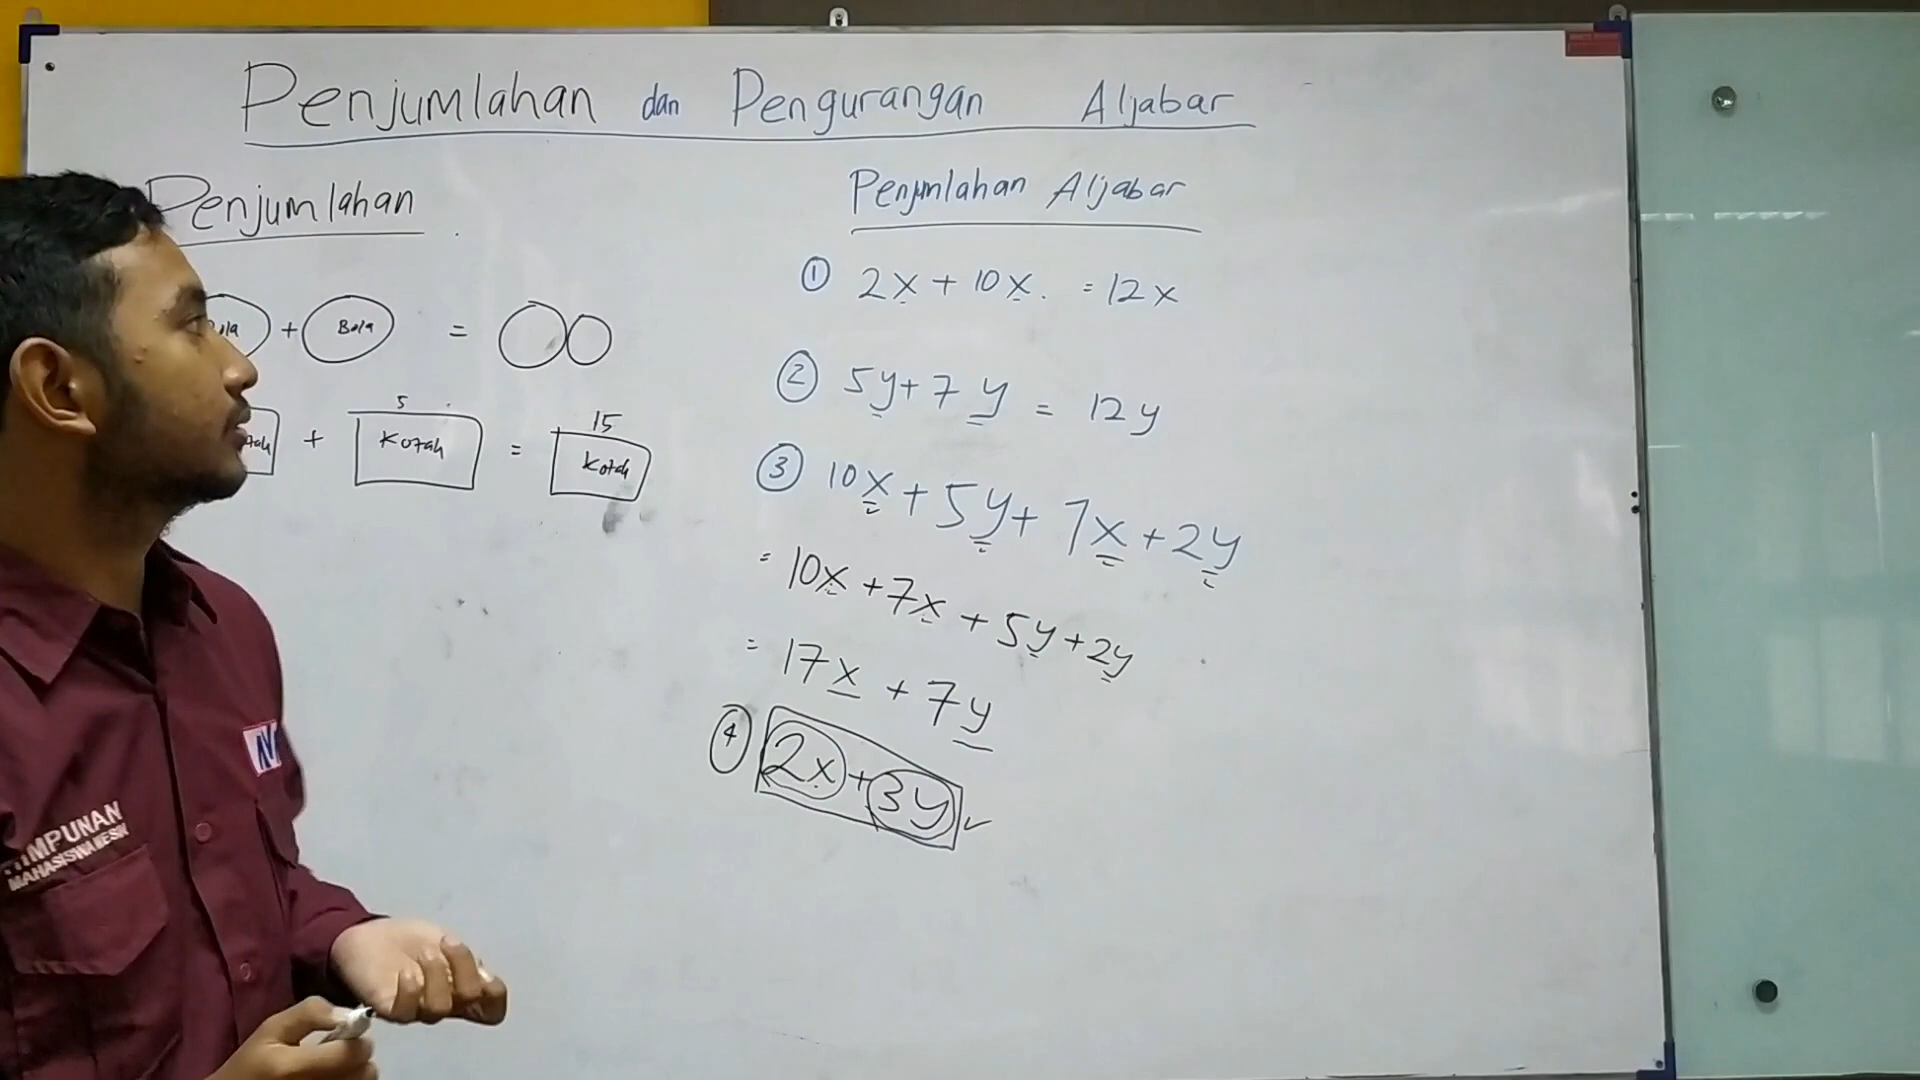 Penjumlahan dan Pengurangan Aljabar
Penjumlahan
Bola + Bola =
5 15
+ Kotak = Kotak
Penjumlahan Aljabar
① 2x + 10x. = 12x
② 5y + 7y = 12y
③ 10x + 5y + 7x + 2y
= 10x + 7x + 5y + 2y
= 17x + 7y
④ 2x + 3y ✓
HIMPUNAN
MAHASISWA MESIN